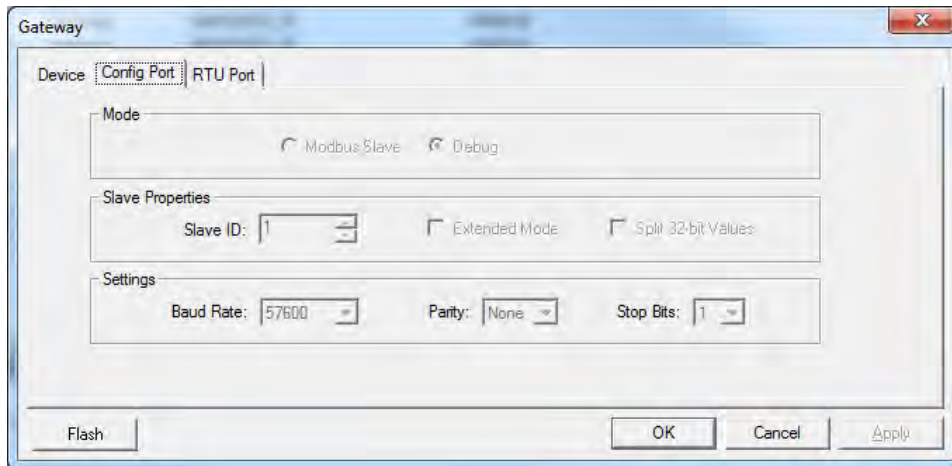 Gateway
Device Config Port RTU Port
Mode
Modbus Slave Debug
Slave Properties
Slave ID: 1 Extended Mode Split 32-bit Values
Settings
Baud Rate: 57600 Parity: None Stop Bits: 1
Flash OK Cancel Apply